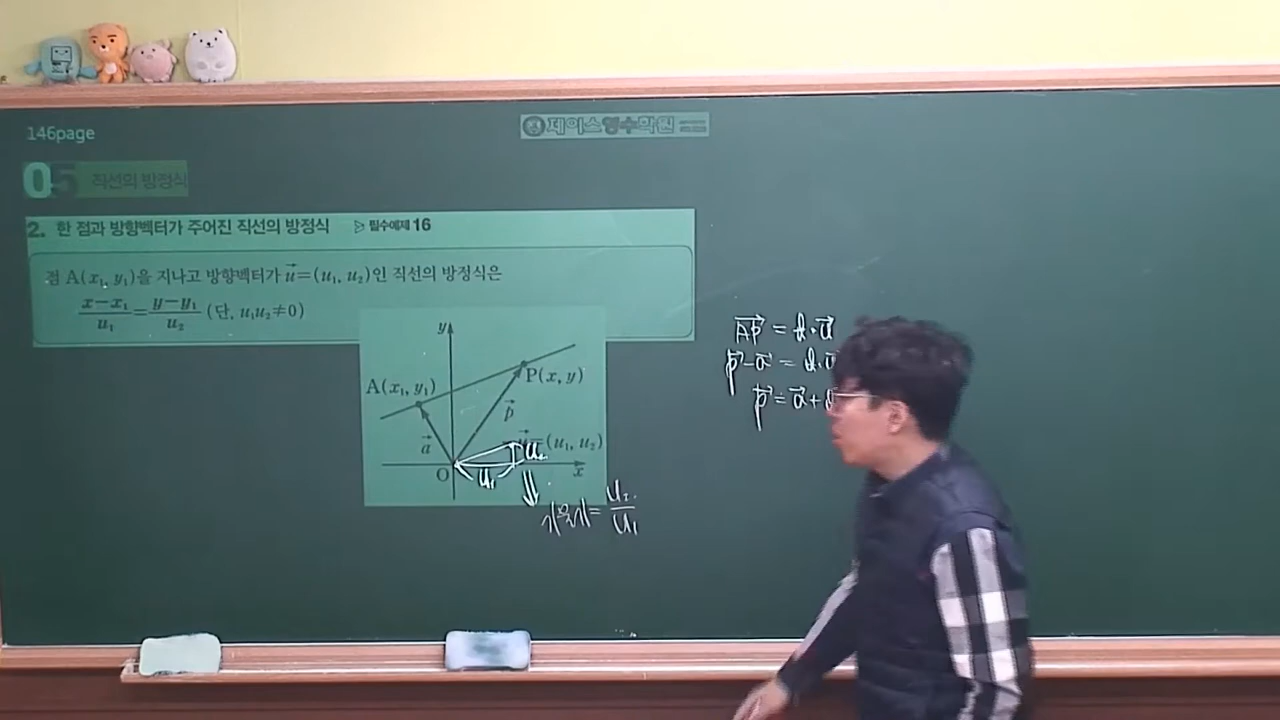 146page
제이스영수학원
05 직선의 방정식
2. 한 점과 방향벡터가 주어진 직선의 방정식 ▷ 필수예제 16
점 A(x₁, y₁)을 지나고 방향벡터가 u⃗=(u₁, u₂)인 직선의 방정식은
(x−x₁)/u₁=(y−y₁)/u₂ (단, u₁u₂≠0)
y
A(x₁, y₁)
P(x, y)
p⃗
a⃗
(u₁, u₂)
u₂
O
u₁
x
기울기=u₂/u₁
AP⃗ = t·u⃗
p⃗−a⃗ = t·u⃗
p⃗=a⃗+